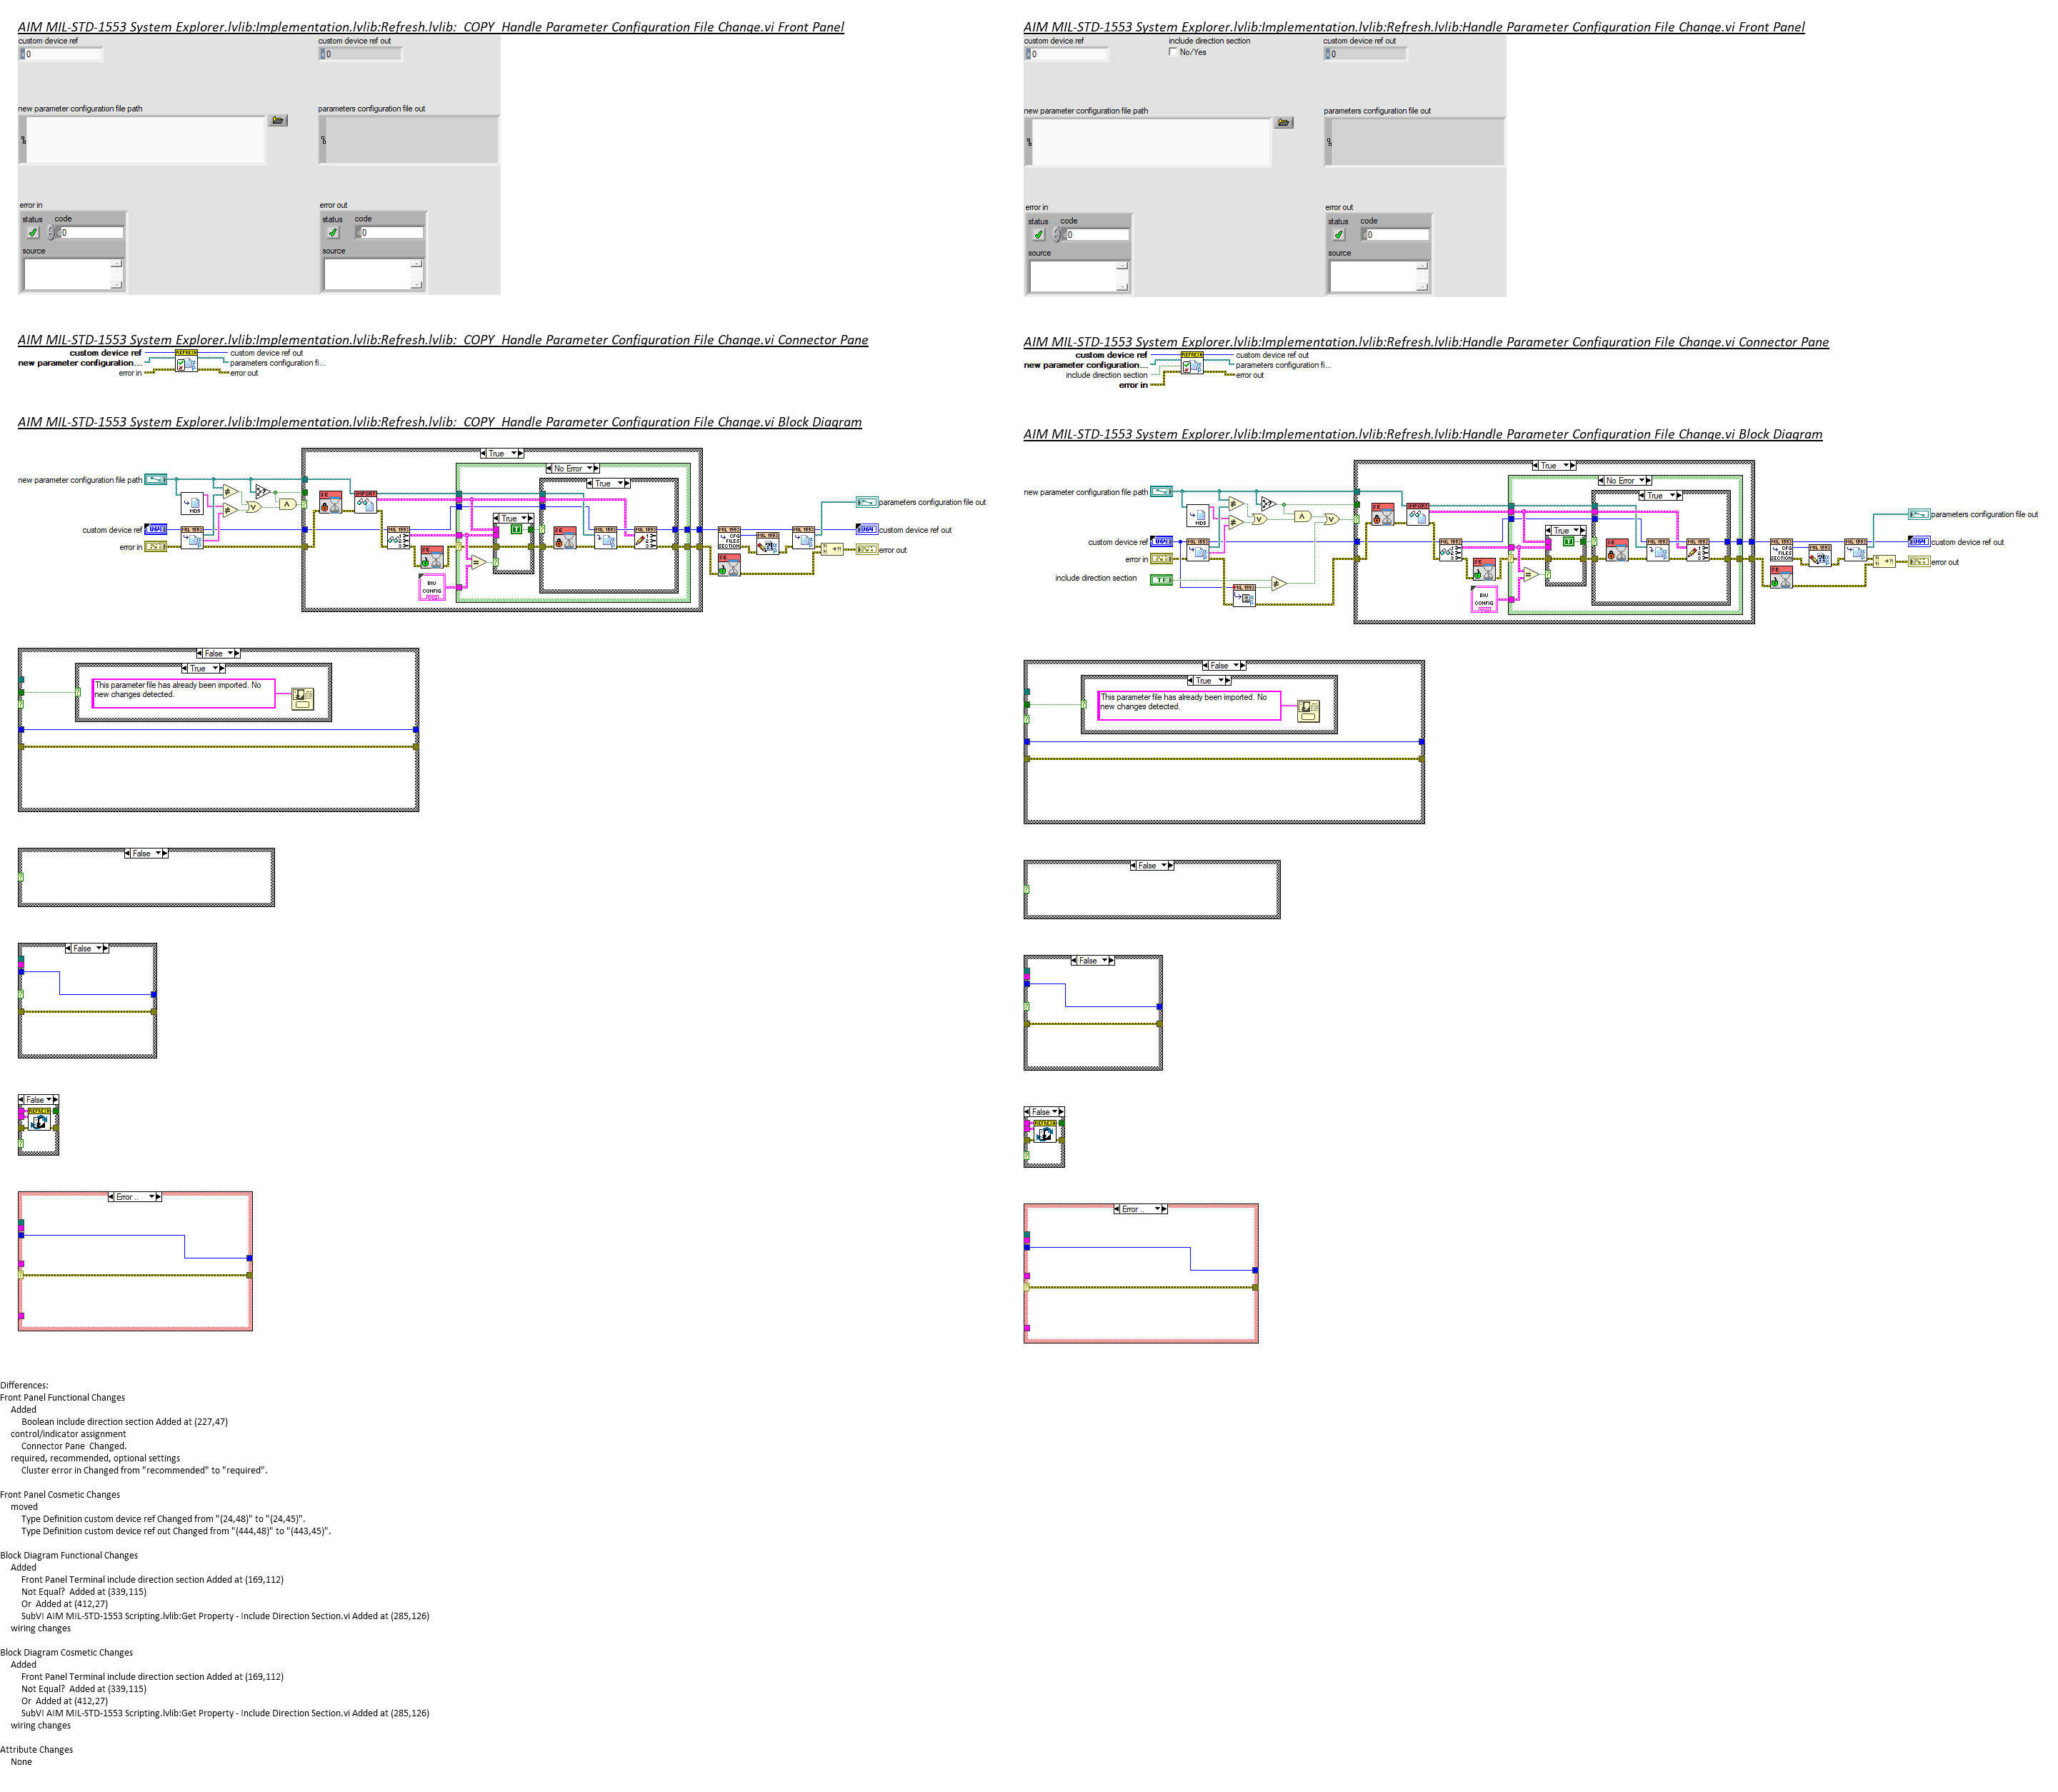 AIM MIL-STD-1553 System Explorer.lvlib:Implementation.lvlib:Refresh.lvlib:  COPY  Handle Parameter Configuration File Change.vi Front Panel
custom device ref
custom device ref out
0
0
new parameter configuration file path
parameters configuration file out
error in
error out
status code
status code
0
0
source
source
AIM MIL-STD-1553 System Explorer.lvlib:Implementation.lvlib:Refresh.lvlib:  COPY  Handle Parameter Configuration File Change.vi Connector Pane
custom device ref
REFRESH
custom device ref out
new parameter configuration...
parameters configuration fi...
error in
error out
AIM MIL-STD-1553 System Explorer.lvlib:Implementation.lvlib:Refresh.lvlib:  COPY  Handle Parameter Configuration File Change.vi Block Diagram
True
No Error
new parameter configuration file path
True
SE
IMPORT
MD5
parameters configuration file out
True
custom device ref
MIL 1553
custom device ref out
error in
error out
BIU
CONFIG
False
True
This parameter file has already been imported. No
new changes detected.
False
False
False
REFRESH
Error ..
AIM MIL-STD-1553 System Explorer.lvlib:Implementation.lvlib:Refresh.lvlib:Handle Parameter Configuration File Change.vi Front Panel
custom device ref
include direction section
custom device ref out
0
No/Yes
0
new parameter configuration file path
parameters configuration file out
error in
error out
status code
status code
0
0
source
source
AIM MIL-STD-1553 System Explorer.lvlib:Implementation.lvlib:Refresh.lvlib:Handle Parameter Configuration File Change.vi Connector Pane
custom device ref
REFRESH
custom device ref out
new parameter configuration...
parameters configuration fi...
include direction section
error out
error in
AIM MIL-STD-1553 System Explorer.lvlib:Implementation.lvlib:Refresh.lvlib:Handle Parameter Configuration File Change.vi Block Diagram
True
No Error
new parameter configuration file path
True
SE
IMPORT
MD5
parameters configuration file out
True
custom device ref
MIL 1553
custom device ref out
error in
error out
include direction section
TF
BIU
CONFIG
False
True
This parameter file has already been imported. No
new changes detected.
False
False
False
REFRESH
Error ..
Differences:
Front Panel Functional Changes
Added
Boolean include direction section Added at (227,47)
control/indicator assignment
Connector Pane  Changed.
required, recommended, optional settings
Cluster error in Changed from "recommended" to "required".
Front Panel Cosmetic Changes
moved
Type Definition custom device ref Changed from "(24,48)" to "(24,45)".
Type Definition custom device ref out Changed from "(444,48)" to "(443,45)".
Block Diagram Functional Changes
Added
Front Panel Terminal include direction section Added at (169,112)
Not Equal?  Added at (339,115)
Or  Added at (412,27)
SubVI AIM MIL-STD-1553 Scripting.lvlib:Get Property - Include Direction Section.vi Added at (285,126)
wiring changes
Block Diagram Cosmetic Changes
Added
Front Panel Terminal include direction section Added at (169,112)
Not Equal?  Added at (339,115)
Or  Added at (412,27)
SubVI AIM MIL-STD-1553 Scripting.lvlib:Get Property - Include Direction Section.vi Added at (285,126)
wiring changes
Attribute Changes
None